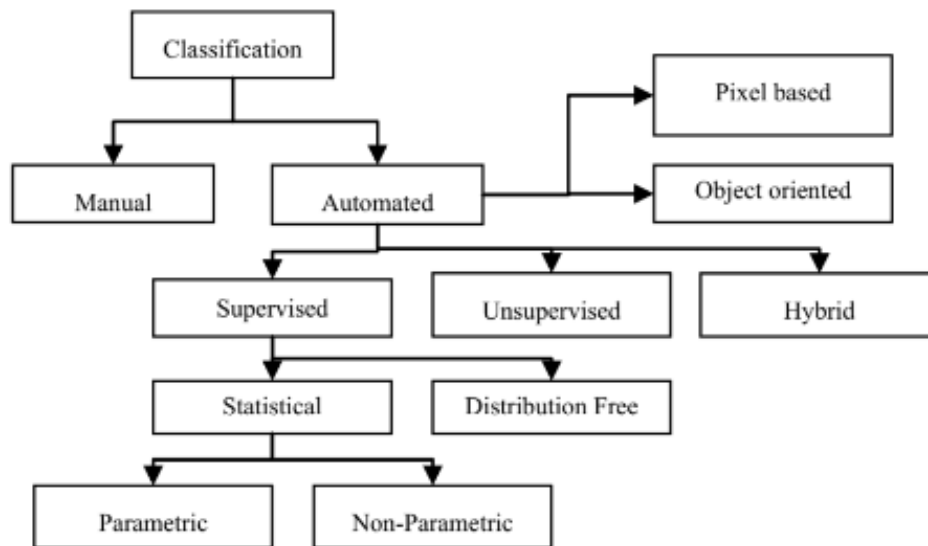 Classification
Pixel based
Manual
Automated
Object oriented
Supervised
Unsupervised
Hybrid
Statistical
Distribution Free
Parametric
Non-Parametric